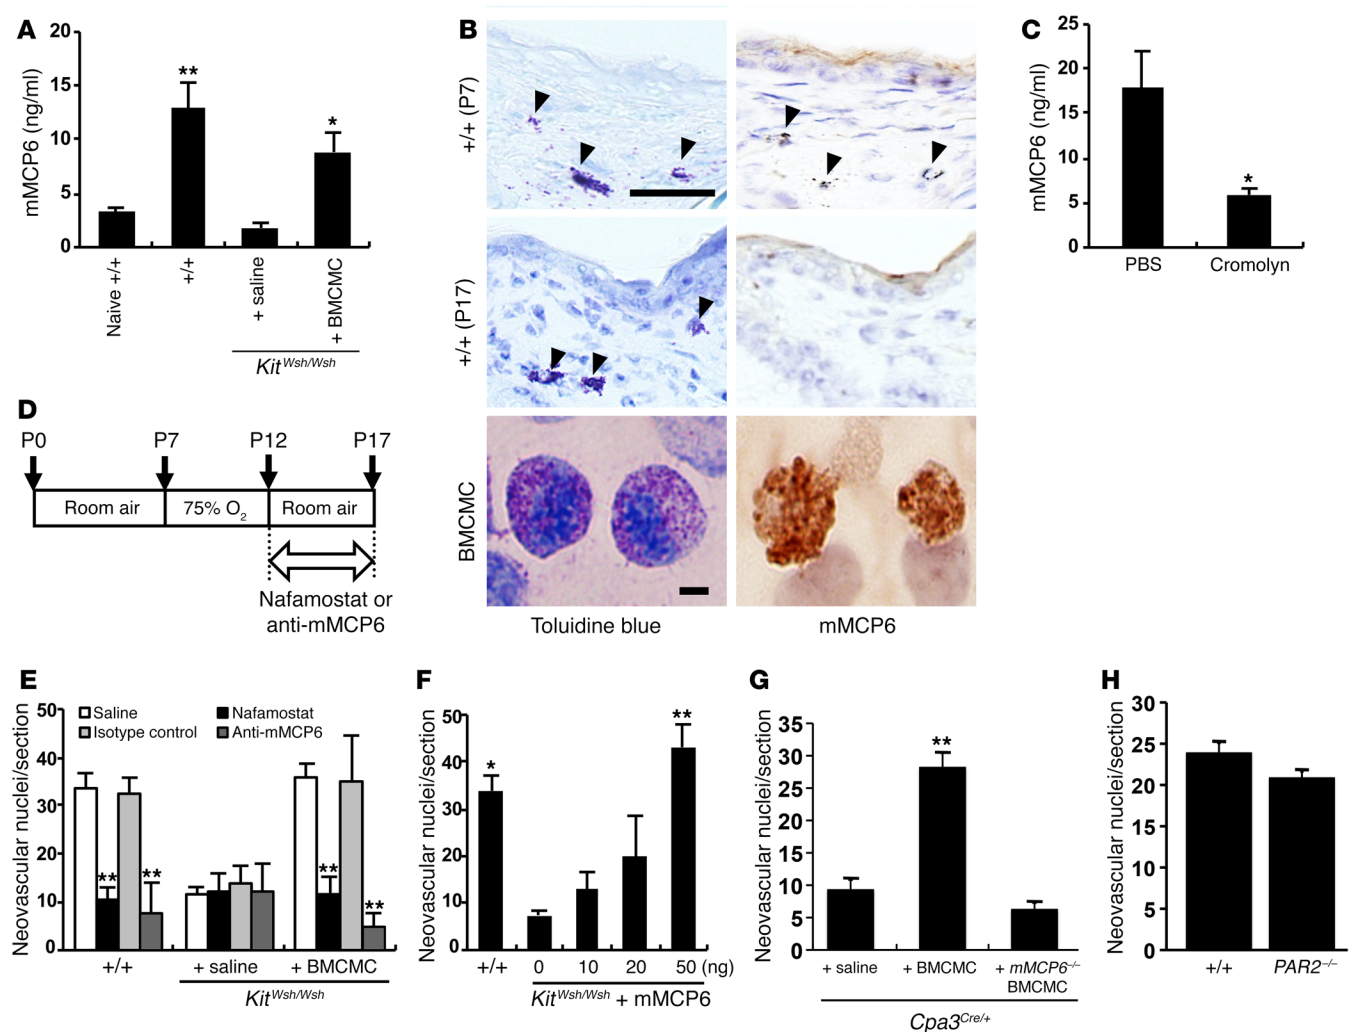 A
mMCP6 (ng/ml)
20
15
10
5
0
**
*
Naive +/+
+/+
+ saline
+ BMCMC
Kit^Wsh/Wsh
B
+/+ (P7)
+/+ (P17)
BMCMC
Toluidine blue
mMCP6
C
mMCP6 (ng/ml)
25
20
15
10
5
0
*
PBS
Cromolyn
D
P0
P7
P12
P17
Room air
75% O₂
Room air
Nafamostat or
anti-mMCP6
E
Neovascular nuclei/section
50
40
30
20
10
0
Saline
Nafamostat
Isotype control
Anti-mMCP6
**
**
**
**
+/+
+ saline
+ BMCMC
Kit^Wsh/Wsh
F
Neovascular nuclei/section
50
40
30
20
10
0
*
**
+/+
0
10
20
50 (ng)
Kit^Wsh/Wsh + mMCP6
G
Neovascular nuclei/section
35
30
25
20
15
10
5
0
**
+ saline
+ BMCMC
+ mMCP6^–/–
BMCMC
Cpa3^Cre/+
H
Neovascular nuclei/section
30
25
20
15
10
5
0
+/+
PAR2^–/–